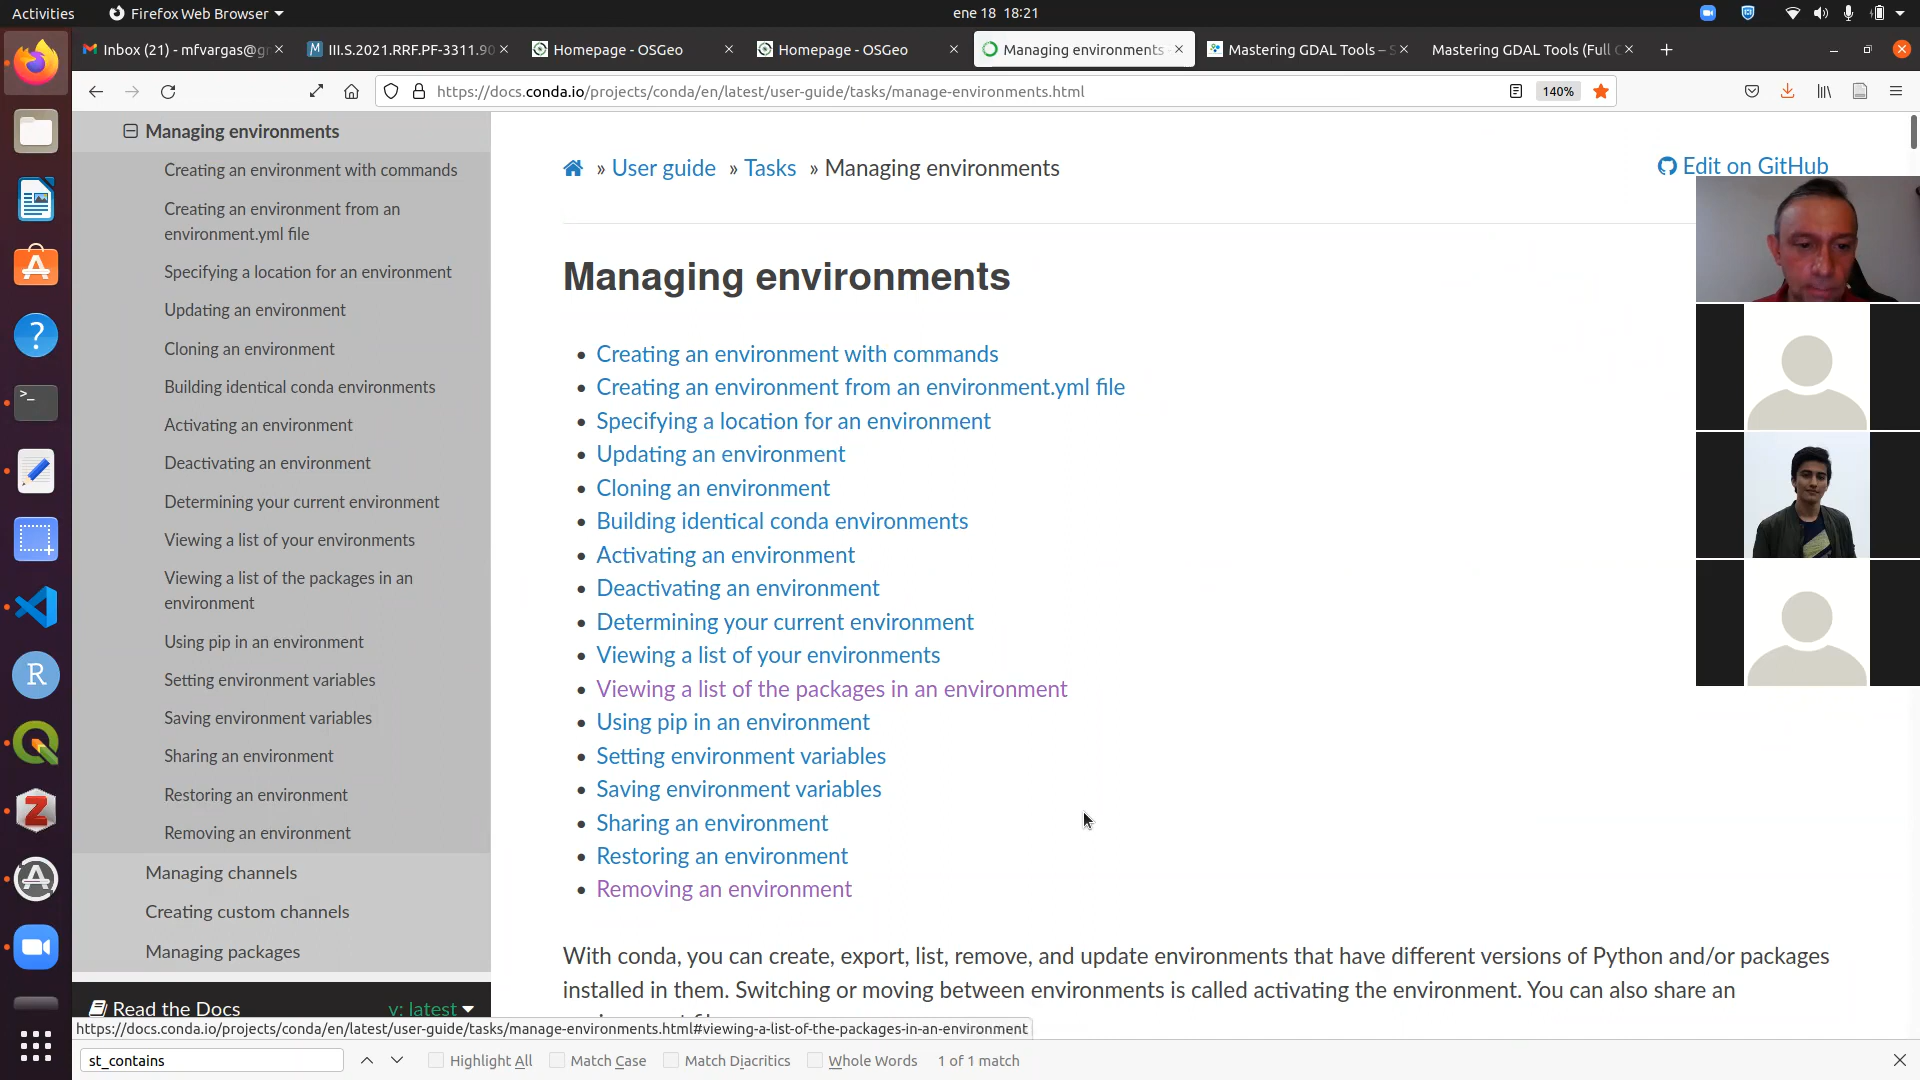 Activities
Firefox Web Browser
ene 18 18:21
Inbox (21) - mfvargas@gr
III.S.2021.RRF.PF-3311.90
Homepage - OSGeo
Homepage - OSGeo
Managing environments
Mastering GDAL Tools – S
Mastering GDAL Tools (Full C
https://docs.conda.io/projects/conda/en/latest/user-guide/tasks/manage-environments.html
140%
Managing environments
Creating an environment with commands
Creating an environment from an
environment.yml file
Specifying a location for an environment
Updating an environment
Cloning an environment
Building identical conda environments
Activating an environment
Deactivating an environment
Determining your current environment
Viewing a list of your environments
Viewing a list of the packages in an
environment
Using pip in an environment
Setting environment variables
Saving environment variables
Sharing an environment
Restoring an environment
Removing an environment
Managing channels
Creating custom channels
Managing packages
Read the Docs
v: latest
» User guide » Tasks » Managing environments
Edit on GitHub
Managing environments
• Creating an environment with commands
• Creating an environment from an environment.yml file
• Specifying a location for an environment
• Updating an environment
• Cloning an environment
• Building identical conda environments
• Activating an environment
• Deactivating an environment
• Determining your current environment
• Viewing a list of your environments
• Viewing a list of the packages in an environment
• Using pip in an environment
• Setting environment variables
• Saving environment variables
• Sharing an environment
• Restoring an environment
• Removing an environment
With conda, you can create, export, list, remove, and update environments that have different versions of Python and/or packages
installed in them. Switching or moving between environments is called activating the environment. You can also share an
https://docs.conda.io/projects/conda/en/latest/user-guide/tasks/manage-environments.html#viewing-a-list-of-the-packages-in-an-environment
st_contains
Highlight All
Match Case
Match Diacritics
Whole Words
1 of 1 match